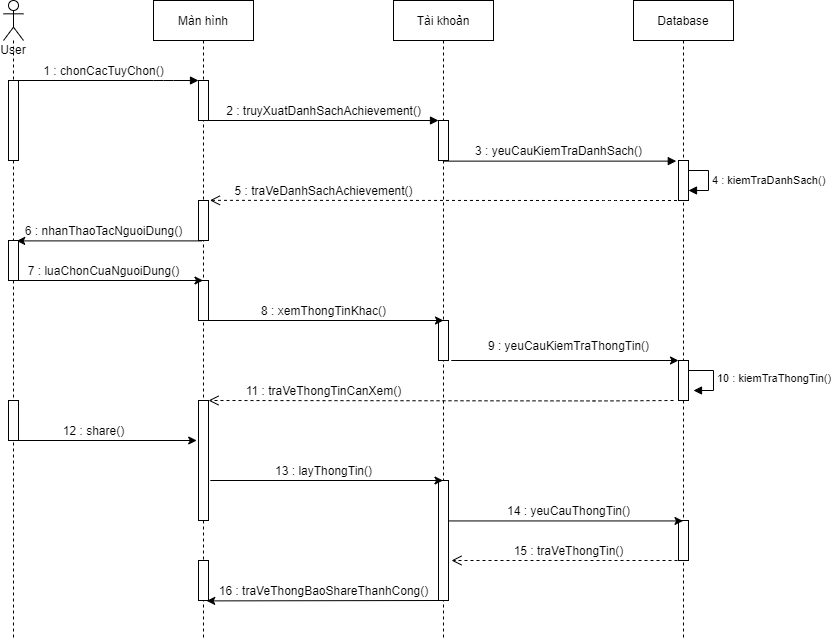 Màn hình
Tài khoản
Database
User
1 : chonCacTuyChon()
2 : truyXuatDanhSachAchievement()
3 : yeuCauKiemTraDanhSach()
4 : kiemTraDanhSach()
5 : traVeDanhSachAchievement()
6 : nhanThaoTacNguoiDung()
7 : luaChonCuaNguoiDung()
8 : xemThongTinKhac()
9 : yeuCauKiemTraThongTin()
10 : kiemTraThongTin()
11 : traVeThongTinCanXem()
12 : share()
13 : layThongTin()
14 : yeuCauThongTin()
15 : traVeThongTin()
16 : traVeThongBaoShareThanhCong()